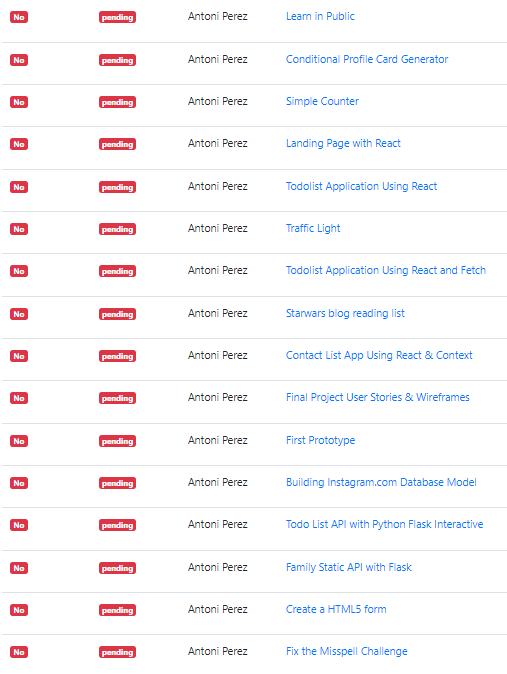 No pending Antoni Perez Learn in Public
No pending Antoni Perez Conditional Profile Card Generator
No pending Antoni Perez Simple Counter
No pending Antoni Perez Landing Page with React
No pending Antoni Perez Todolist Application Using React
No pending Antoni Perez Traffic Light
No pending Antoni Perez Todolist Application Using React and Fetch
No pending Antoni Perez Starwars blog reading list
No pending Antoni Perez Contact List App Using React & Context
No pending Antoni Perez Final Project User Stories & Wireframes
No pending Antoni Perez First Prototype
No pending Antoni Perez Building Instagram.com Database Model
No pending Antoni Perez Todo List API with Python Flask Interactive
No pending Antoni Perez Family Static API with Flask
No pending Antoni Perez Create a HTML5 form
No pending Antoni Perez Fix the Misspell Challenge